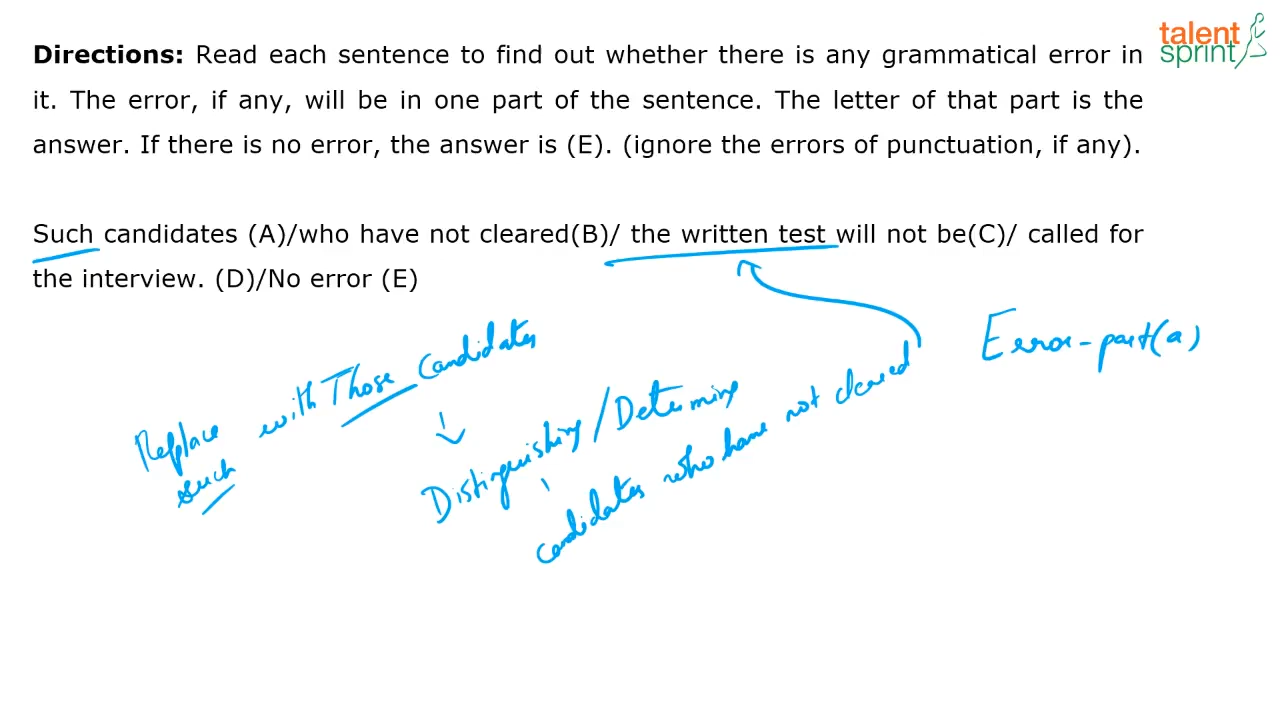 talent
sprint
Directions: Read each sentence to find out whether there is any grammatical error in
it. The error, if any, will be in one part of the sentence. The letter of that part is the
answer. If there is no error, the answer is (E). (ignore the errors of punctuation, if any).
Such candidates (A)/who have not cleared(B)/ the written test will not be(C)/ called for
the interview. (D)/No error (E)
Error-part(a)
Replace with Those Candidates
such
Distinguishing/Determing
candidates who have not cleared